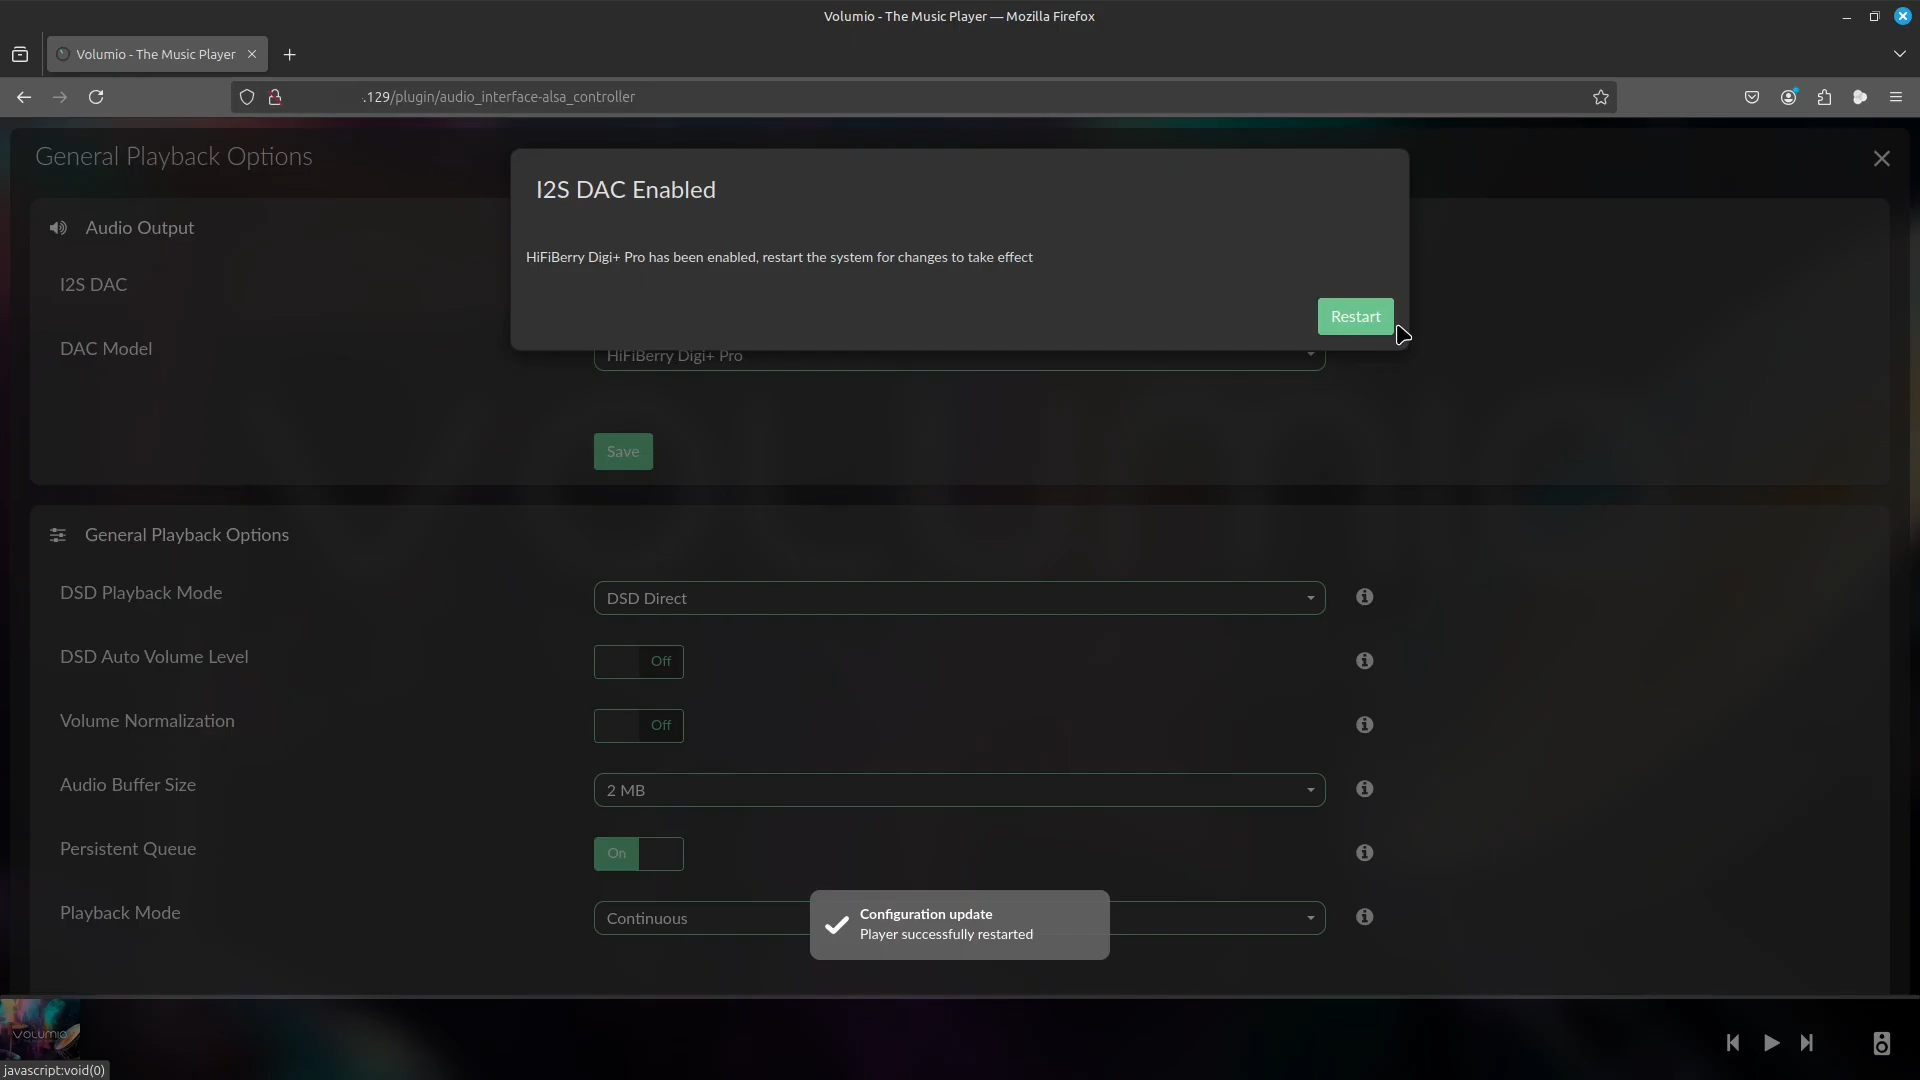 Volumio - The Music Player — Mozilla Firefox
Volumio - The Music Player
.129/plugin/audio_interface-alsa_controller
General Playback Options
I2S DAC Enabled
HiFiBerry Digi+ Pro has been enabled, restart the system for changes to take effect
Restart
Audio Output
I2S DAC
DAC Model
HiFiBerry Digi+ Pro
Save
General Playback Options
DSD Playback Mode
DSD Direct
DSD Auto Volume Level
Off
Volume Normalization
Off
Audio Buffer Size
2 MB
Persistent Queue
On
Playback Mode
Continuous
Configuration update
Player successfully restarted
VOLUMIO
javascript:void(0)